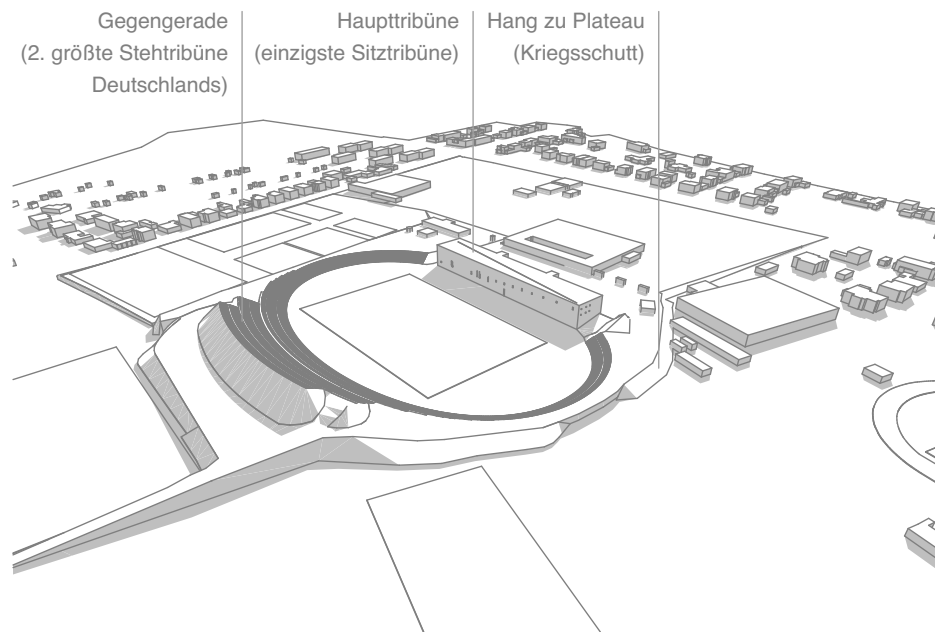 Gegengerade
(2. größte Stehtribüne
Deutschlands)
Haupttribüne
(einzigste Sitztribüne)
Hang zu Plateau
(Kriegsschutt)